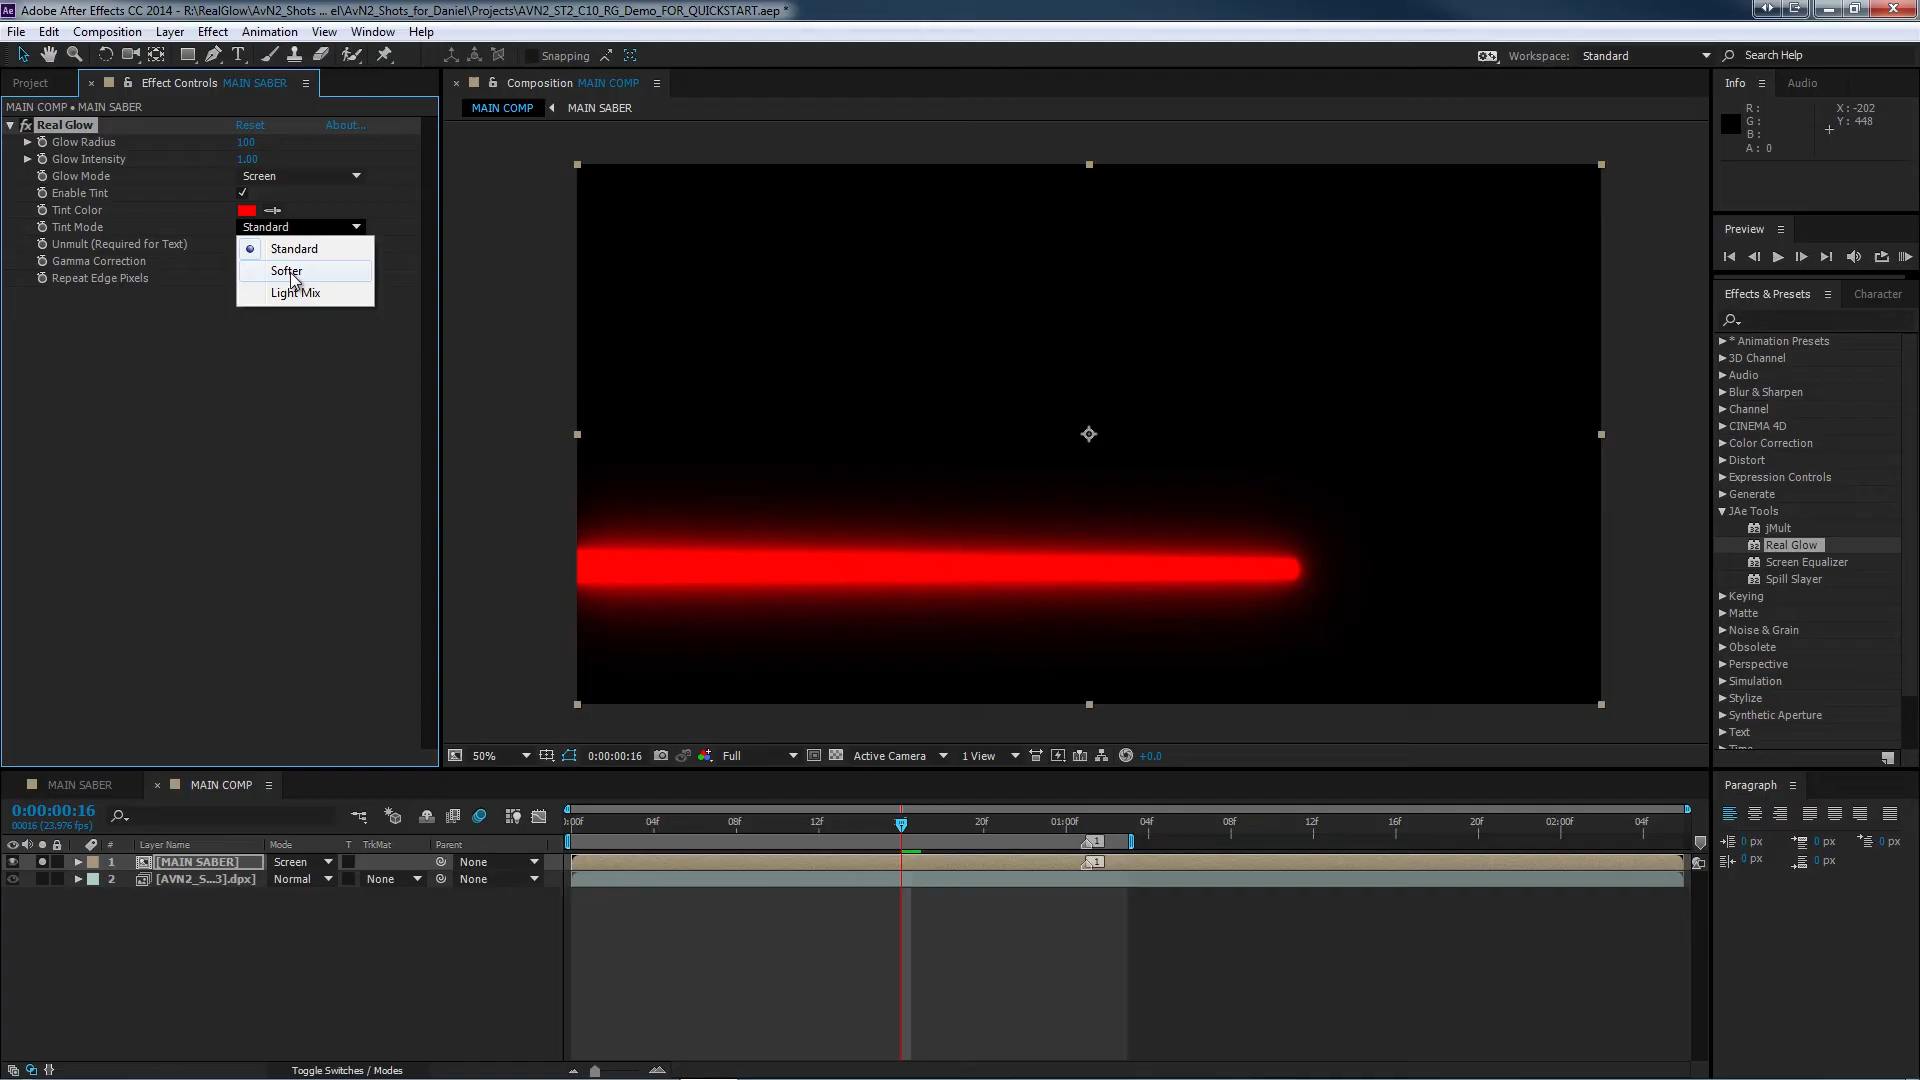 Adobe After Effects CC 2014 - R:\RealGlow\AvN2_Shots ... el\AvN2_Shots_for_Daniel\Projects\AVN2_ST2_C10_RG_Demo_FOR_QUICKSTART.aep *
File Edit Composition Layer Effect Animation View Window Help
Snapping
Workspace: Standard
Search Help
Project
Effect Controls MAIN SABER
MAIN COMP • MAIN SABER
fx Real Glow Reset About...
Glow Radius 100
Glow Intensity 1.00
Glow Mode Screen
Enable Tint
Tint Color
Tint Mode Standard
Unmult (Required for Text)
Gamma Correction
Repeat Edge Pixels
Standard
Softer
Light Mix
Composition MAIN COMP
MAIN COMP MAIN SABER
50% 0:00:00:16 Full Active Camera 1 View +0.0
Info Audio
R: X: -202
G: Y: 448
B:
A: 0
Preview
Effects & Presets Character
* Animation Presets
3D Channel
Audio
Blur & Sharpen
Channel
CINEMA 4D
Color Correction
Distort
Expression Controls
Generate
JAe Tools
jMult
Real Glow
Screen Equalizer
Spill Slayer
Keying
Matte
Noise & Grain
Obsolete
Perspective
Simulation
Stylize
Synthetic Aperture
Text
Time
MAIN SABER MAIN COMP
0:00:00:16
00016 (23.976 fps)
# Layer Name Mode T TrkMat Parent
1 [MAIN SABER] Screen None
2 [AVN2_S...3].dpx] Normal None None
:00f 04f 08f 12f 20f 01:00f 04f 08f 12f 16f 20f 02:00f 04f
1
1
Toggle Switches / Modes
Paragraph
0 px 0 px 0 px
0 px 0 px